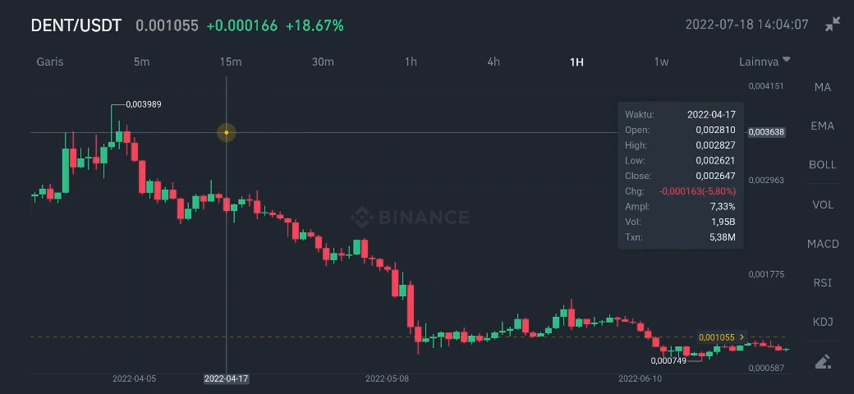 DENT/USDT 0.001055 +0.000166 +18.67% 2022-07-18 14:04:07
Garis 5m 15m 30m 1h 4h 1H 1w Lainnya
0,004151
MA
0,003989
Waktu: 2022-04-17
Open: 0,002810
High: 0,002827
Low: 0,002621
Close: 0,002647
Chg: -0,000163(-5,80%)
Ampl: 7,33%
Vol: 1,95B
Txn: 5,38M
0,003638
EMA
BOLL
0,002963
VOL
BINANCE
MACD
0,001775
RSI
KDJ
0,001055
0,000749
0,000587
2022-04-05 2022-04-17 2022-05-08 2022-06-10